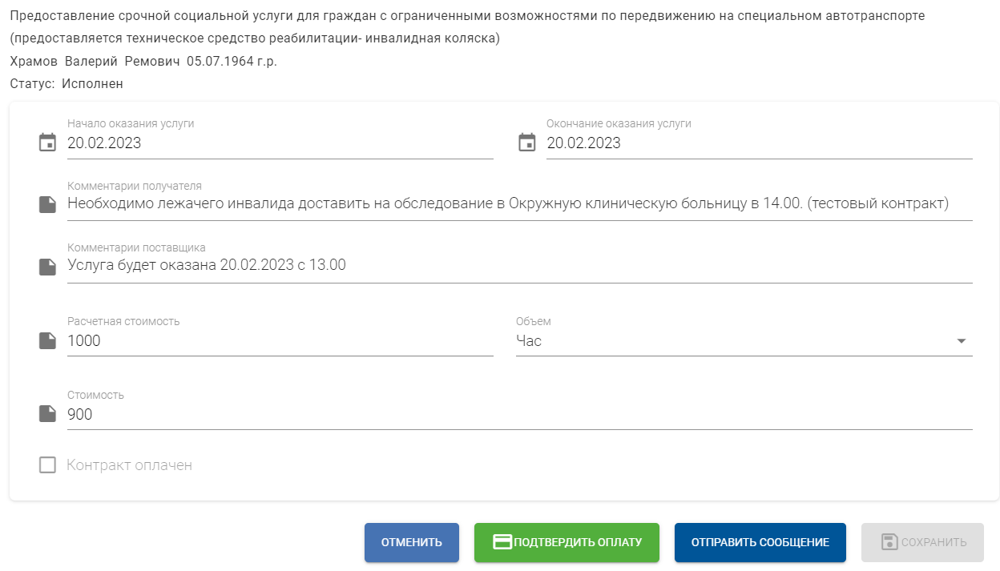 Предоставление срочной социальной услуги для граждан с ограниченными возможностями по передвижению на специальном автотранспорте
(предоставляется техническое средство реабилитации- инвалидная коляска)
Храмов Валерий Ремович 05.07.1964 г.р.
Статус: Исполнен
Начало оказания услуги
20.02.2023
Окончание оказания услуги
20.02.2023
Комментарии получателя
Необходимо лежачего инвалида доставить на обследование в Окружную клиническую больницу в 14.00. (тестовый контракт)
Комментарии поставщика
Услуга будет оказана 20.02.2023 с 13.00
Расчетная стоимость
1000
Объем
Час
Стоимость
900
Контракт оплачен
ОТМЕНИТЬ
ПОДТВЕРДИТЬ ОПЛАТУ
ОТПРАВИТЬ СООБЩЕНИЕ
СОХРАНИТЬ